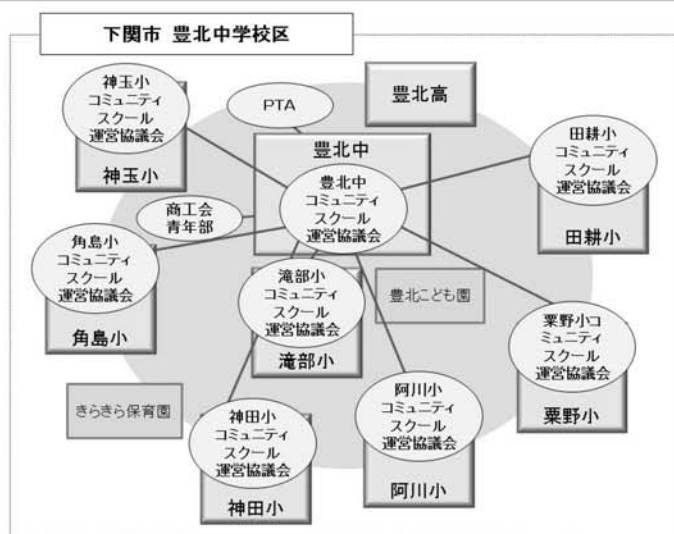 下関市 豊北中学校区
神玉小
コミュニティ
スクール
運営協議会
神玉小
PTA
豊北高
豊北中
豊北中
コミュニティ
スクール
運営協議会
田耕小
コミュニティ
スクール
運営協議会
田耕小
商工会
青年部
角島小
コミュニティ
スクール
運営協議会
角島小
滝部小
コミュニティ
スクール
運営協議会
滝部小
豊北こども園
粟野小コ
ミュニティ
スクール
運営協議会
粟野小
きらきら保育園
神田小
コミュニティ
スクール
運営協議会
神田小
阿川小
コミュニティ
スクール
運営協議会
阿川小